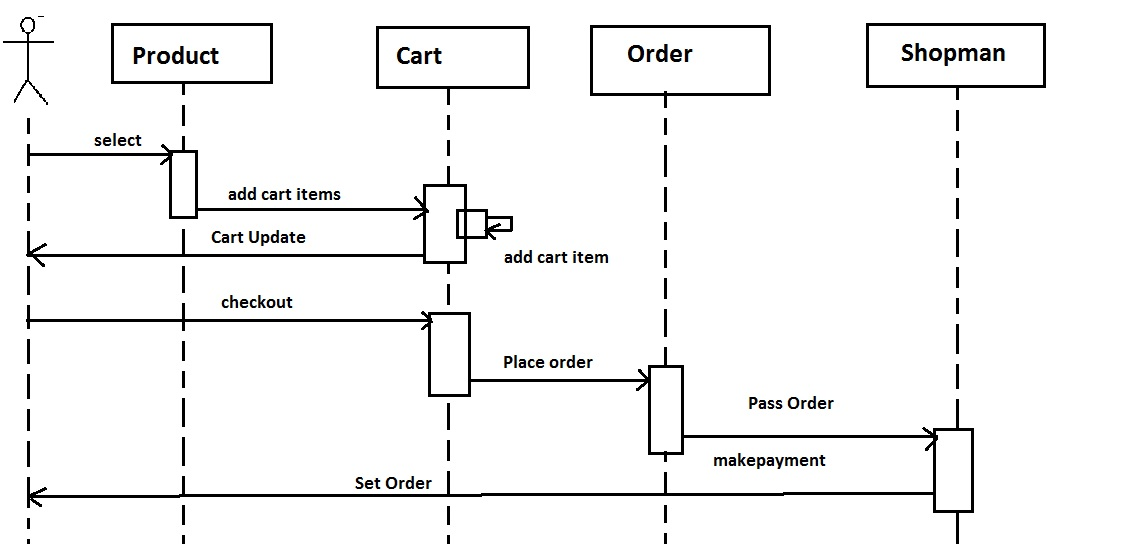 Product
Cart
Order
Shopman
select
add cart items
Cart Update
add cart item
checkout
Place order
Pass Order
makepayment
Set Order